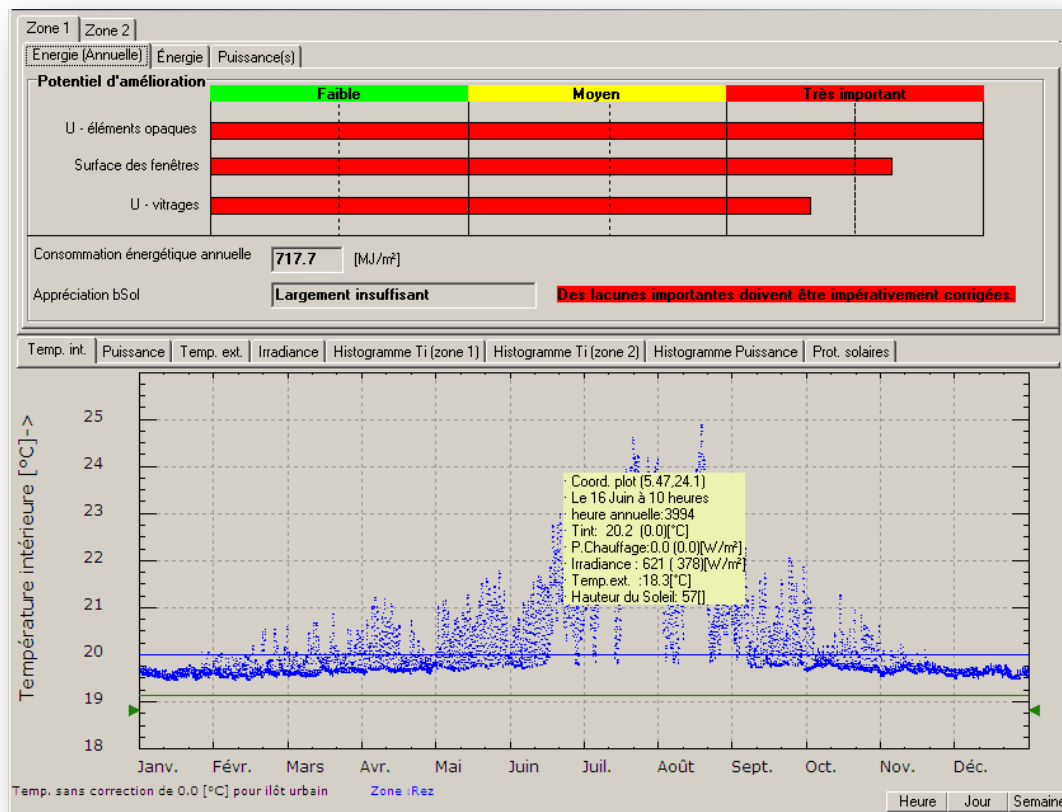 Zone 1 Zone 2
Energie (Annuelle) Énergie Puissance(s)
Potentiel d'amélioration
Faible Moyen Très important
U - éléments opaques
Surface des fenêtres
U - vitrages
Consommation énergétique annuelle 717.7 [MJ/m²]
Appréciation bSol Largement insuffisant Des lacunes importantes doivent être impérativement corrigées.
Temp. int. Puissance Temp. ext. Irradiance Histogramme Ti (zone 1) Histogramme Ti (zone 2) Histogramme Puissance Prot. solaires
Température intérieure [°C]->
25
24
23
22
21
20
19
18
Coord. plot (5.47,24.1)
Le 16 Juin à 10 heures
heure annuelle:3994
Tint: 20.2 (0.0)[°C]
P.Chauffage:0.0 (0.0)[W/m²]
Irradiance : 621 ( 378)[W/m²]
Temp.ext. :18.3[°C]
Hauteur du Soleil: 57[]
Janv. Févr. Mars Avr. Mai Juin Juil. Août Sept. Oct. Nov. Déc.
Temp. sans correction de 0.0 [°C] pour ilôt urbain Zone :Rez
Heure Jour Semaine